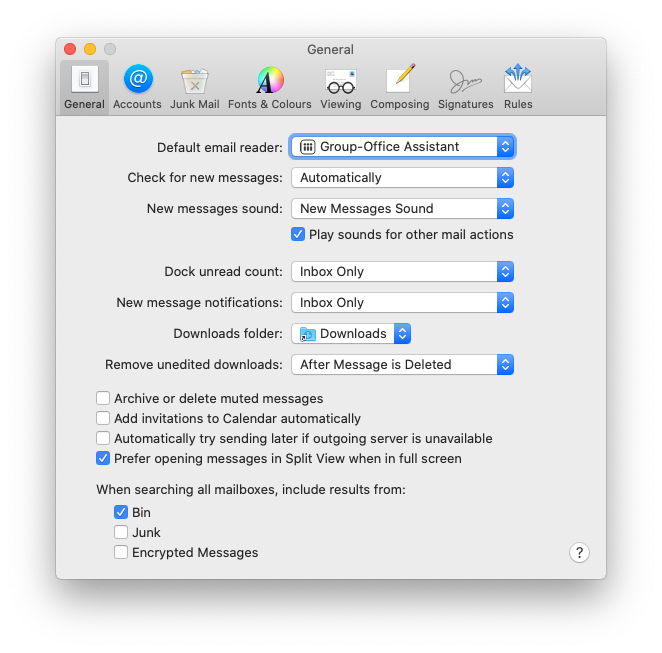 General
General Accounts Junk Mail Fonts & Colours Viewing Composing Signatures Rules
Default email reader: Group-Office Assistant
Check for new messages: Automatically
New messages sound: New Messages Sound
Play sounds for other mail actions
Dock unread count: Inbox Only
New message notifications: Inbox Only
Downloads folder: Downloads
Remove unedited downloads: After Message is Deleted
Archive or delete muted messages
Add invitations to Calendar automatically
Automatically try sending later if outgoing server is unavailable
Prefer opening messages in Split View when in full screen
When searching all mailboxes, include results from:
Bin
Junk
Encrypted Messages
?